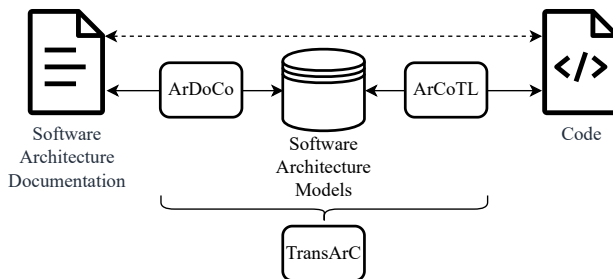 ArDoCo
ArCoTL
</>
Software
Architecture
Documentation
Software
Architecture
Models
Code
TransArC